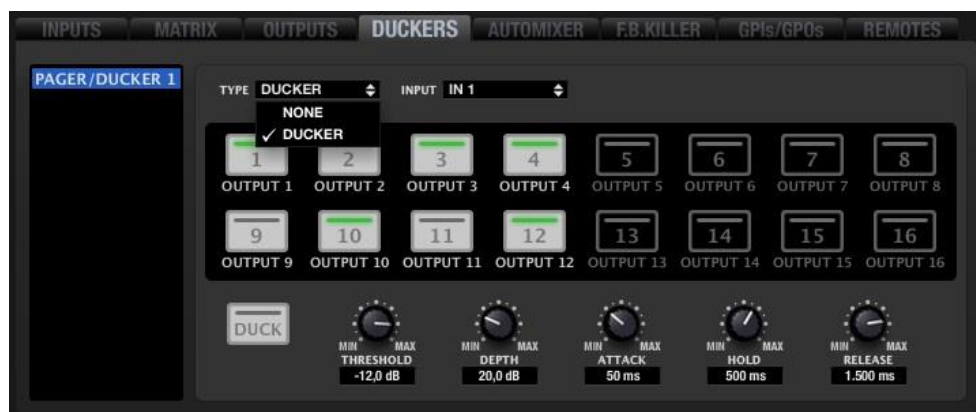 INPUTS MATRIX OUTPUTS DUCKERS AUTOMIXER F.B.KILLER GPIs/GPOs REMOTES
PAGER/DUCKER 1
TYPE DUCKER INPUT IN 1
NONE
✓ DUCKER
1 2 3 4 5 6 7 8
OUTPUT 1 OUTPUT 2 OUTPUT 3 OUTPUT 4 OUTPUT 5 OUTPUT 6 OUTPUT 7 OUTPUT 8
9 10 11 12 13 14 15 16
OUTPUT 9 OUTPUT 10 OUTPUT 11 OUTPUT 12 OUTPUT 13 OUTPUT 14 OUTPUT 15 OUTPUT 16
DUCK
MIN MAX MIN MAX MIN MAX MIN MAX MIN MAX
THRESHOLD DEPTH ATTACK HOLD RELEASE
-12,0 dB 20,0 dB 50 ms 500 ms 1.500 ms